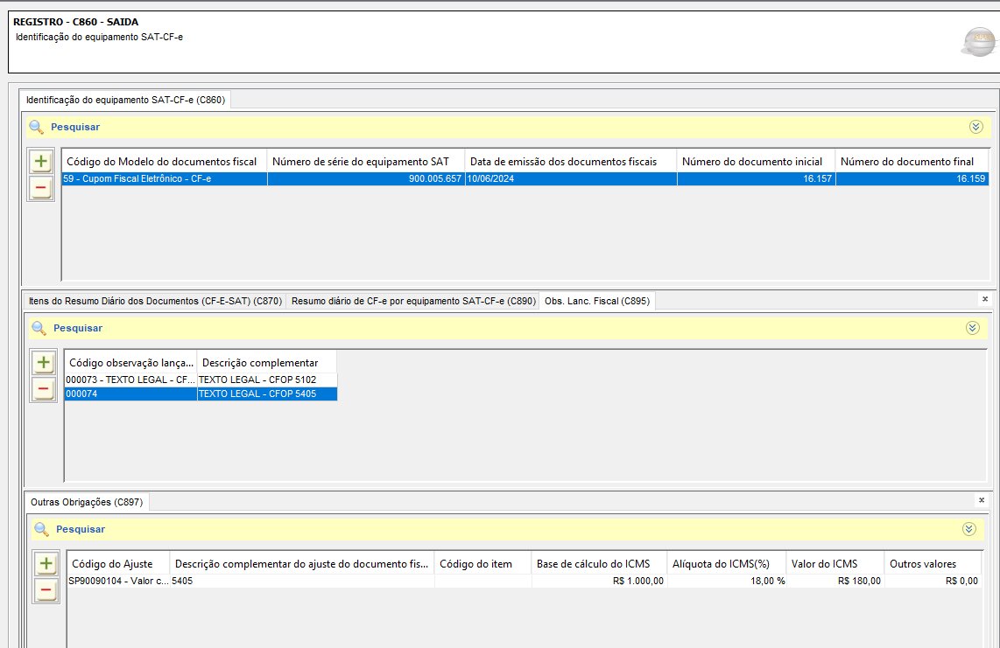 REGISTRO - C860 - SAIDA
Identificação do equipamento SAT-CF-e
Identificação do equipamento SAT-CF-e (C860)
Pesquisar
Código do Modelo do documentos fiscal Número de série do equipamento SAT Data de emissão dos documentos fiscais Número do documento inicial Número do documento final
59 - Cupom Fiscal Eletrônico - CF-e 900.005.657 10/06/2024 16.157 16.159
Itens do Resumo Diário dos Documentos (CF-E-SAT) (C870) Resumo diário de CF-e por equipamento SAT-CF-e (C890) Obs. Lanc. Fiscal (C895)
Pesquisar
Código observação lança... Descrição complementar
000073 - TEXTO LEGAL - CF... TEXTO LEGAL - CFOP 5102
000074 TEXTO LEGAL - CFOP 5405
Outras Obrigações (C897)
Pesquisar
Código do Ajuste Descrição complementar do ajuste do documento fis... Código do item Base de cálculo do ICMS Alíquota do ICMS(%) Valor do ICMS Outros valores
SP90090104 - Valor c... 5405 R$ 1.000,00 18,00 % R$ 180,00 R$ 0,00